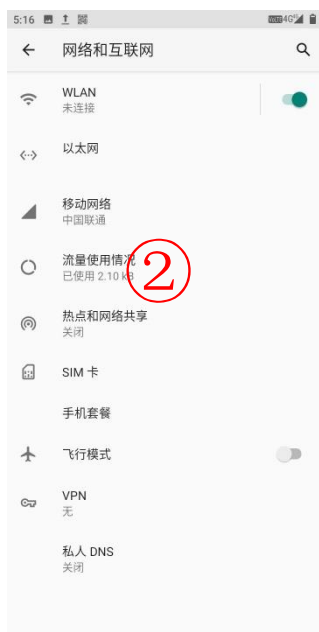 5:16 4G
网络和互联网
WLAN
未连接
以太网
移动网络
中国联通
流量使用情况
已使用 2.10 kB
②
热点和网络共享
关闭
SIM 卡
手机套餐
飞行模式
VPN
无
私人 DNS
关闭